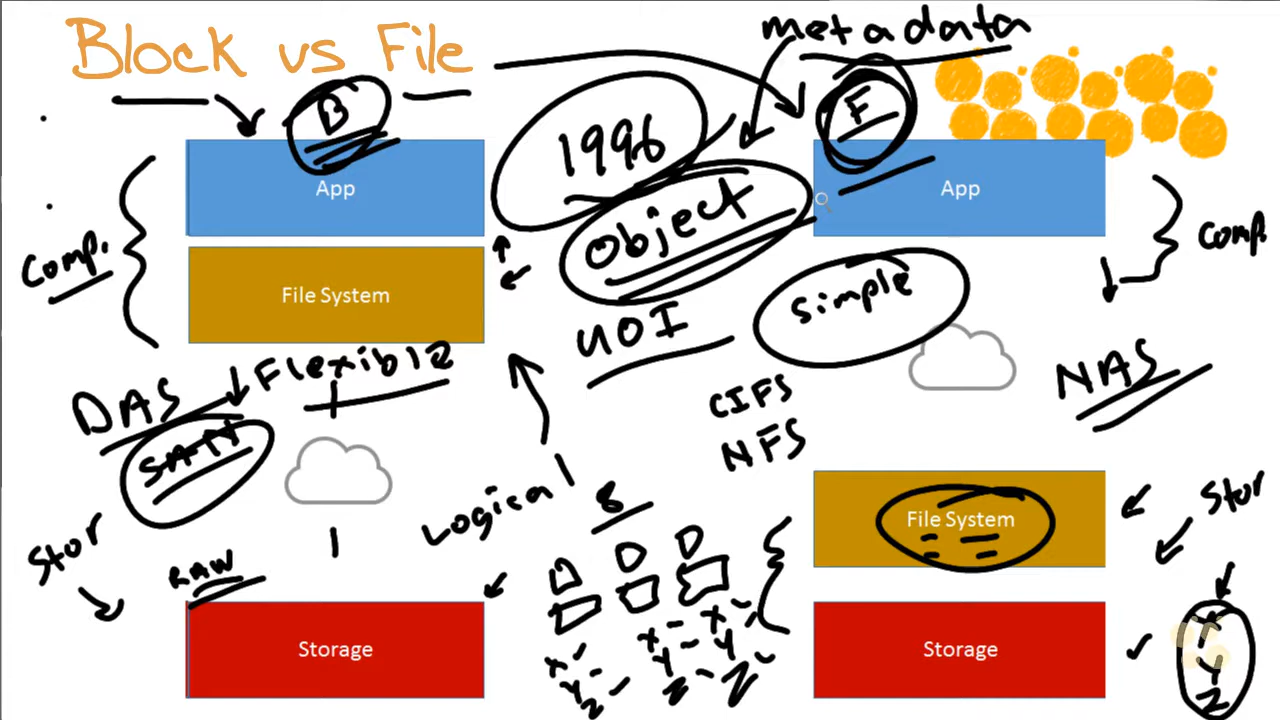 Block vs File
metadata
B
F
1996
App
App
object
Comp.
Comp.
File System
simple
UOI
DAS
Flexible
NAS
SAN
CIFS
NFS
Logical
8
File System
Stor
Stor
RAW
Storage
Storage
X
Y
Z
X
Y
Z
X
Y
Z
Y
Z